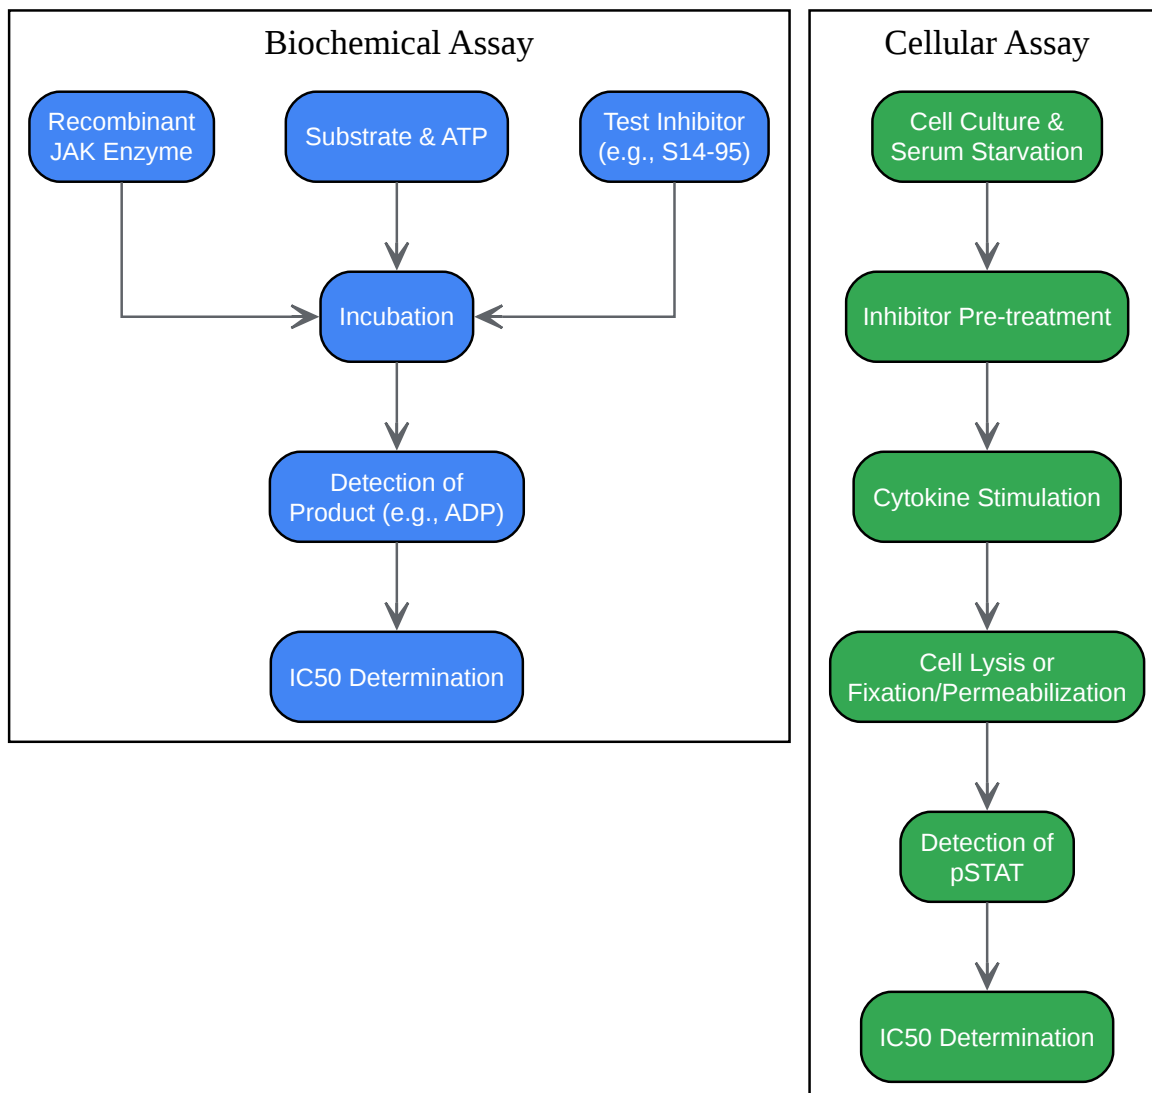 Biochemical Assay
Recombinant
JAK Enzyme
Substrate & ATP
Test Inhibitor
(e.g., S14-95)
Incubation
Detection of
Product (e.g., ADP)
IC50 Determination
Cellular Assay
Cell Culture &
Serum Starvation
Inhibitor Pre-treatment
Cytokine Stimulation
Cell Lysis or
Fixation/Permeabilization
Detection of
pSTAT
IC50 Determination